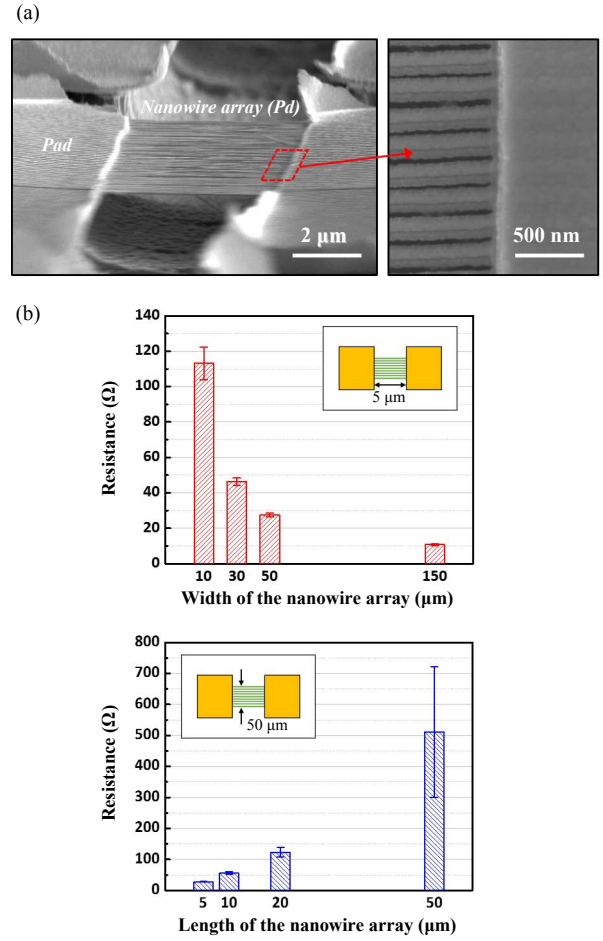 (a)
Nanowire array (Pd)
Pad
2 μm
500 nm
(b)
140
120
100
80
60
40
20
0
Resistance (Ω)
5 μm
10 30 50 150
Width of the nanowire array (μm)
800
700
600
500
400
300
200
100
0
Resistance (Ω)
50 μm
5 10 20 50
Length of the nanowire array (μm)